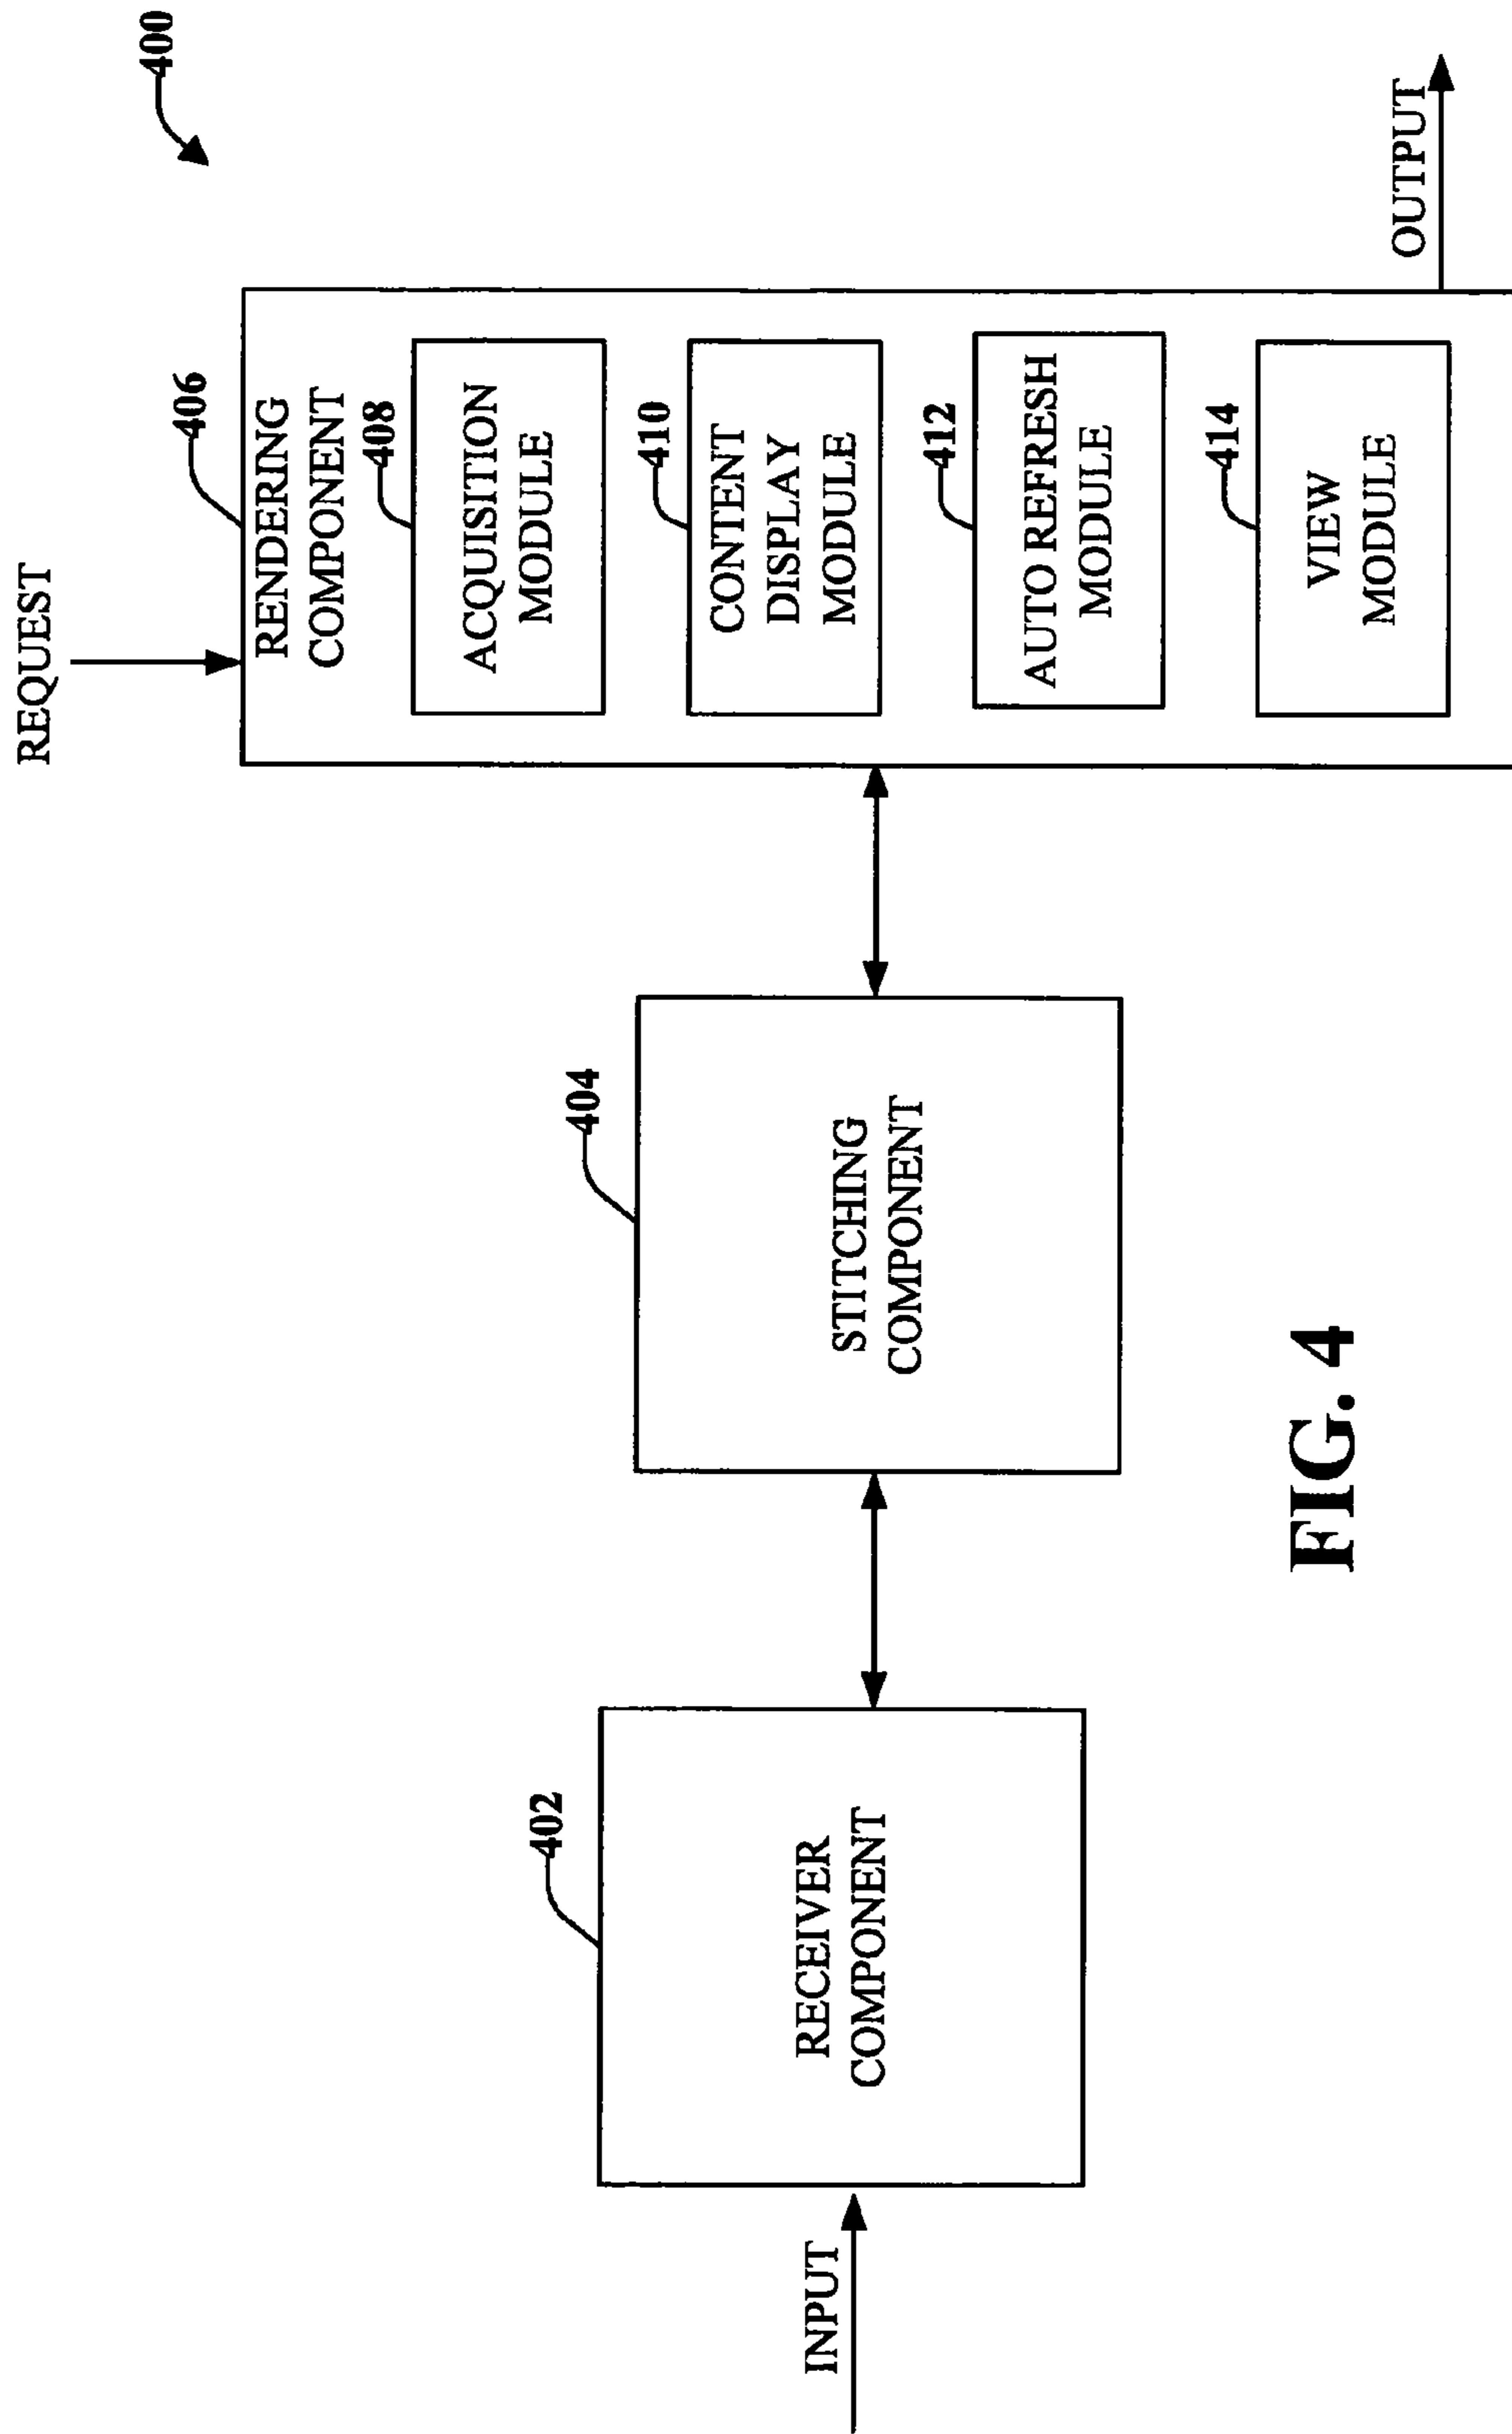 400
REQUEST
406
RENDERING
COMPONENT
408
ACQUISITION
MODULE
410
CONTENT
DISPLAY
MODULE
412
AUTO REFRESH
MODULE
414
VIEW
MODULE
OUTPUT
404
STITCHING
COMPONENT
402
RECEIVER
COMPONENT
INPUT
FIG. 4